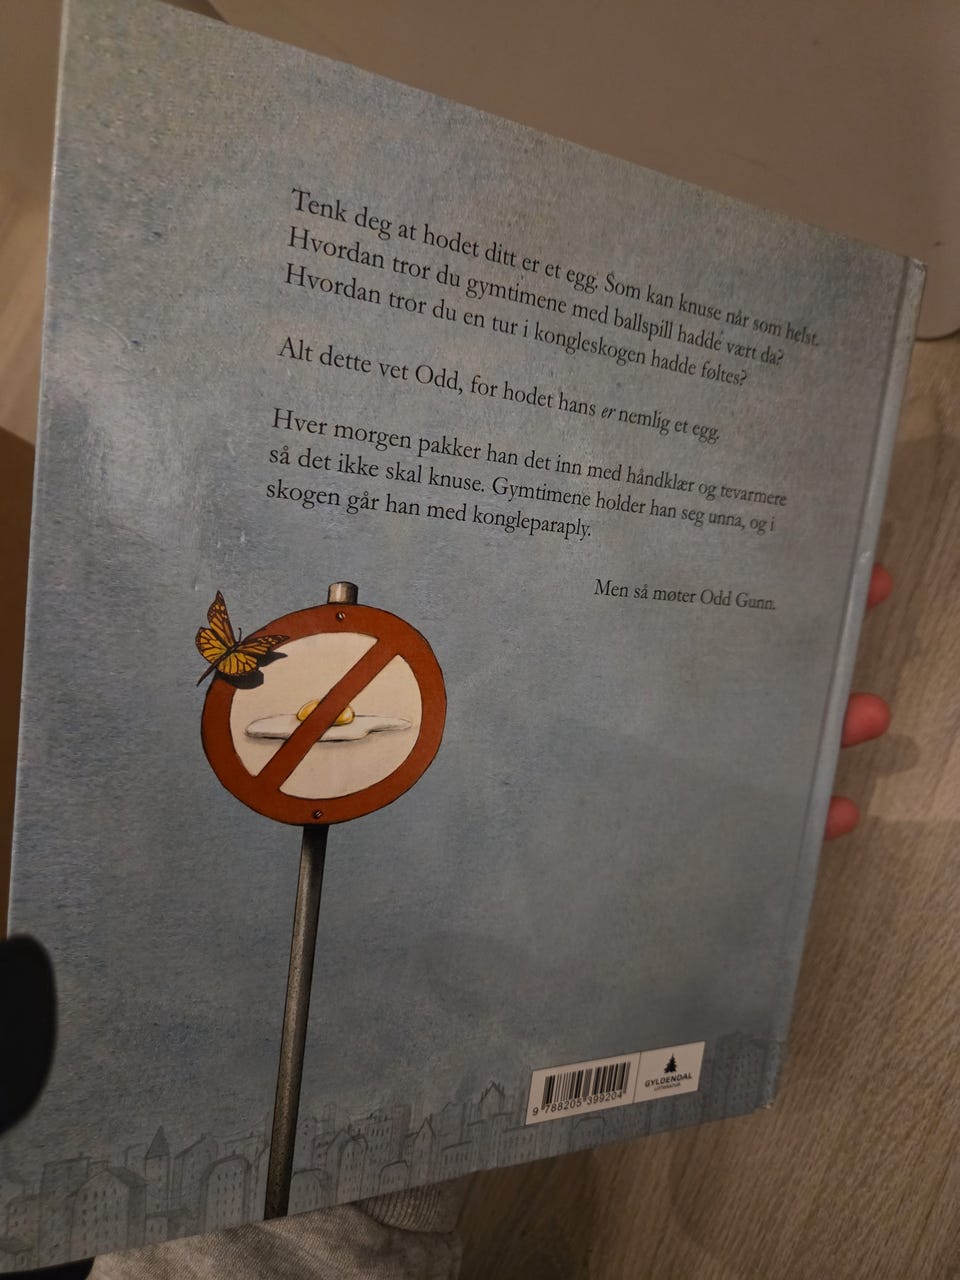 Tenk deg at hodet ditt er et egg. Som kan knuse når som helst.
Hvordan tror du gymtimene med ballspill hadde vært da?
Hvordan tror du en tur i kongleskogen hadde føltes?
Alt dette vet Odd, for hodet hans er nemlig et egg.
Hver morgen pakker han det inn med håndklær og tevarmere
så det ikke skal knuse. Gymtimene holder han seg unna, og i
skogen går han med kongleparaply.
Men så møter Odd Gunn.
9 788205 399204
GYLDENDAL
LITTERATUR